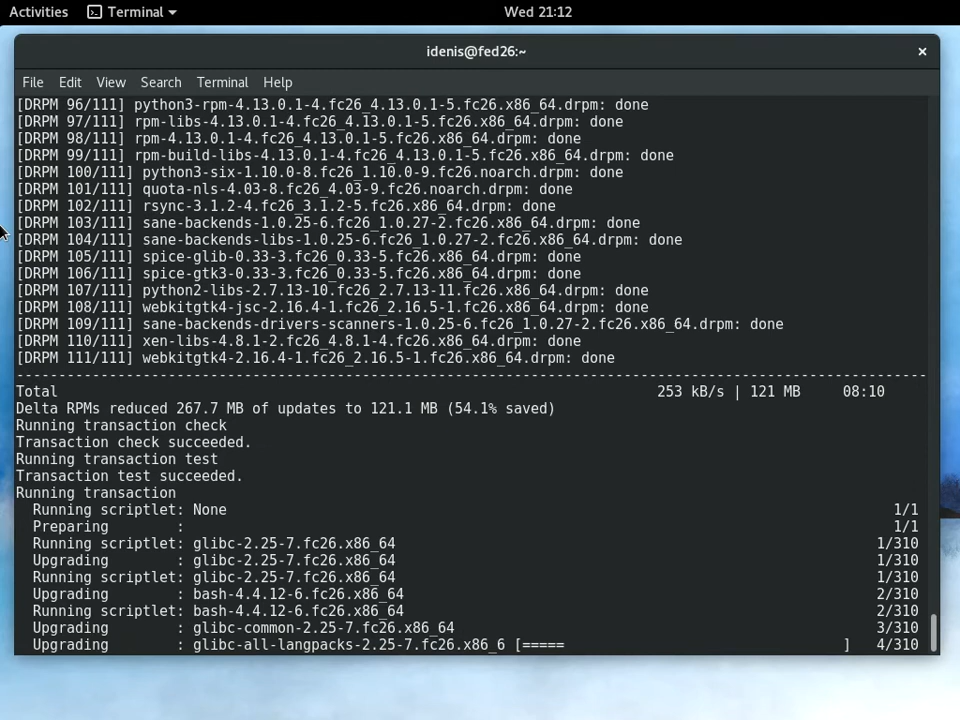 Activities Terminal Wed 21:12
idenis@fed26:~ ×
File Edit View Search Terminal Help
[DRPM 96/111] python3-rpm-4.13.0.1-4.fc26_4.13.0.1-5.fc26.x86_64.drpm: done
[DRPM 97/111] rpm-libs-4.13.0.1-4.fc26_4.13.0.1-5.fc26.x86_64.drpm: done
[DRPM 98/111] rpm-4.13.0.1-4.fc26_4.13.0.1-5.fc26.x86_64.drpm: done
[DRPM 99/111] rpm-build-libs-4.13.0.1-4.fc26_4.13.0.1-5.fc26.x86_64.drpm: done
[DRPM 100/111] python3-six-1.10.0-8.fc26_1.10.0-9.fc26.noarch.drpm: done
[DRPM 101/111] quota-nls-4.03-8.fc26_4.03-9.fc26.noarch.drpm: done
[DRPM 102/111] rsync-3.1.2-4.fc26_3.1.2-5.fc26.x86_64.drpm: done
[DRPM 103/111] sane-backends-1.0.25-6.fc26_1.0.27-2.fc26.x86_64.drpm: done
[DRPM 104/111] sane-backends-libs-1.0.25-6.fc26_1.0.27-2.fc26.x86_64.drpm: done
[DRPM 105/111] spice-glib-0.33-3.fc26_0.33-5.fc26.x86_64.drpm: done
[DRPM 106/111] spice-gtk3-0.33-3.fc26_0.33-5.fc26.x86_64.drpm: done
[DRPM 107/111] python2-libs-2.7.13-10.fc26_2.7.13-11.fc26.x86_64.drpm: done
[DRPM 108/111] webkitgtk4-jsc-2.16.4-1.fc26_2.16.5-1.fc26.x86_64.drpm: done
[DRPM 109/111] sane-backends-drivers-scanners-1.0.25-6.fc26_1.0.27-2.fc26.x86_64.drpm: done
[DRPM 110/111] xen-libs-4.8.1-2.fc26_4.8.1-4.fc26.x86_64.drpm: done
[DRPM 111/111] webkitgtk4-2.16.4-1.fc26_2.16.5-1.fc26.x86_64.drpm: done
--------------------------------------------------------------------------------
Total 253 kB/s | 121 MB 08:10
Delta RPMs reduced 267.7 MB of updates to 121.1 MB (54.1% saved)
Running transaction check
Transaction check succeeded.
Running transaction test
Transaction test succeeded.
Running transaction
Running scriptlet: None 1/1
Preparing : 1/1
Running scriptlet: glibc-2.25-7.fc26.x86_64 1/310
Upgrading : glibc-2.25-7.fc26.x86_64 1/310
Running scriptlet: glibc-2.25-7.fc26.x86_64 1/310
Upgrading : bash-4.4.12-6.fc26.x86_64 2/310
Running scriptlet: bash-4.4.12-6.fc26.x86_64 2/310
Upgrading : glibc-common-2.25-7.fc26.x86_64 3/310
Upgrading : glibc-all-langpacks-2.25-7.fc26.x86_6 [===== ] 4/310